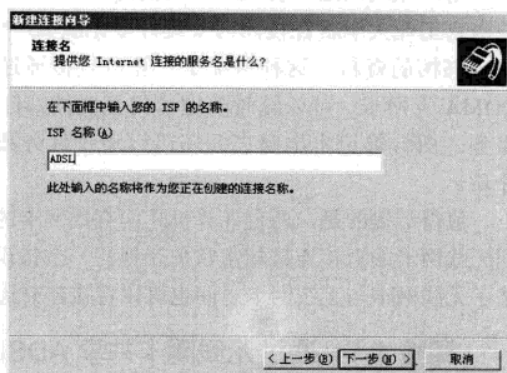 新建连接向导
连接名
提供您 Internet 连接的服务名是什么?
在下面框中输入您的 ISP 的名称。
ISP 名称(A)
ADSL
此处输入的名称将作为您正在创建的连接名称。
<上一步(B) 下一步(N)> 取消